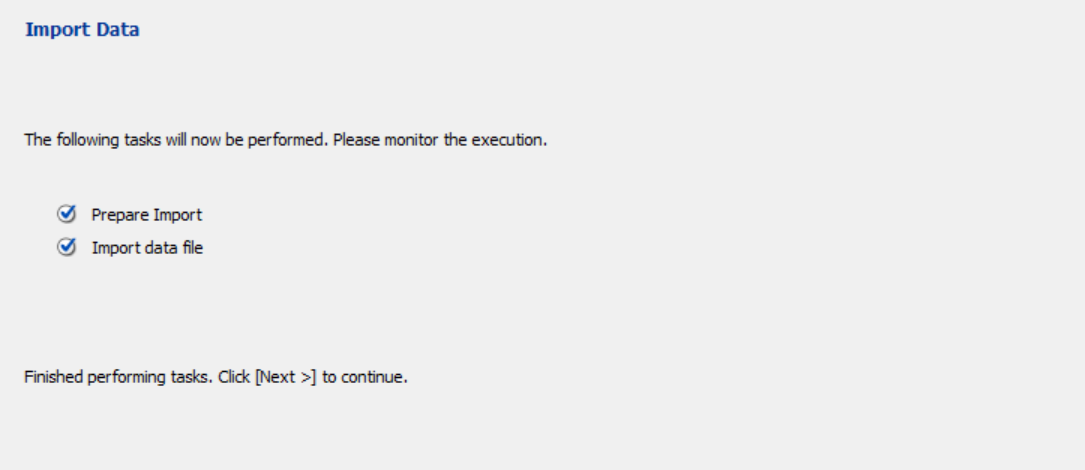 Import Data
The following tasks will now be performed. Please monitor the execution.
Prepare Import
Import data file
Finished performing tasks. Click [Next >] to continue.